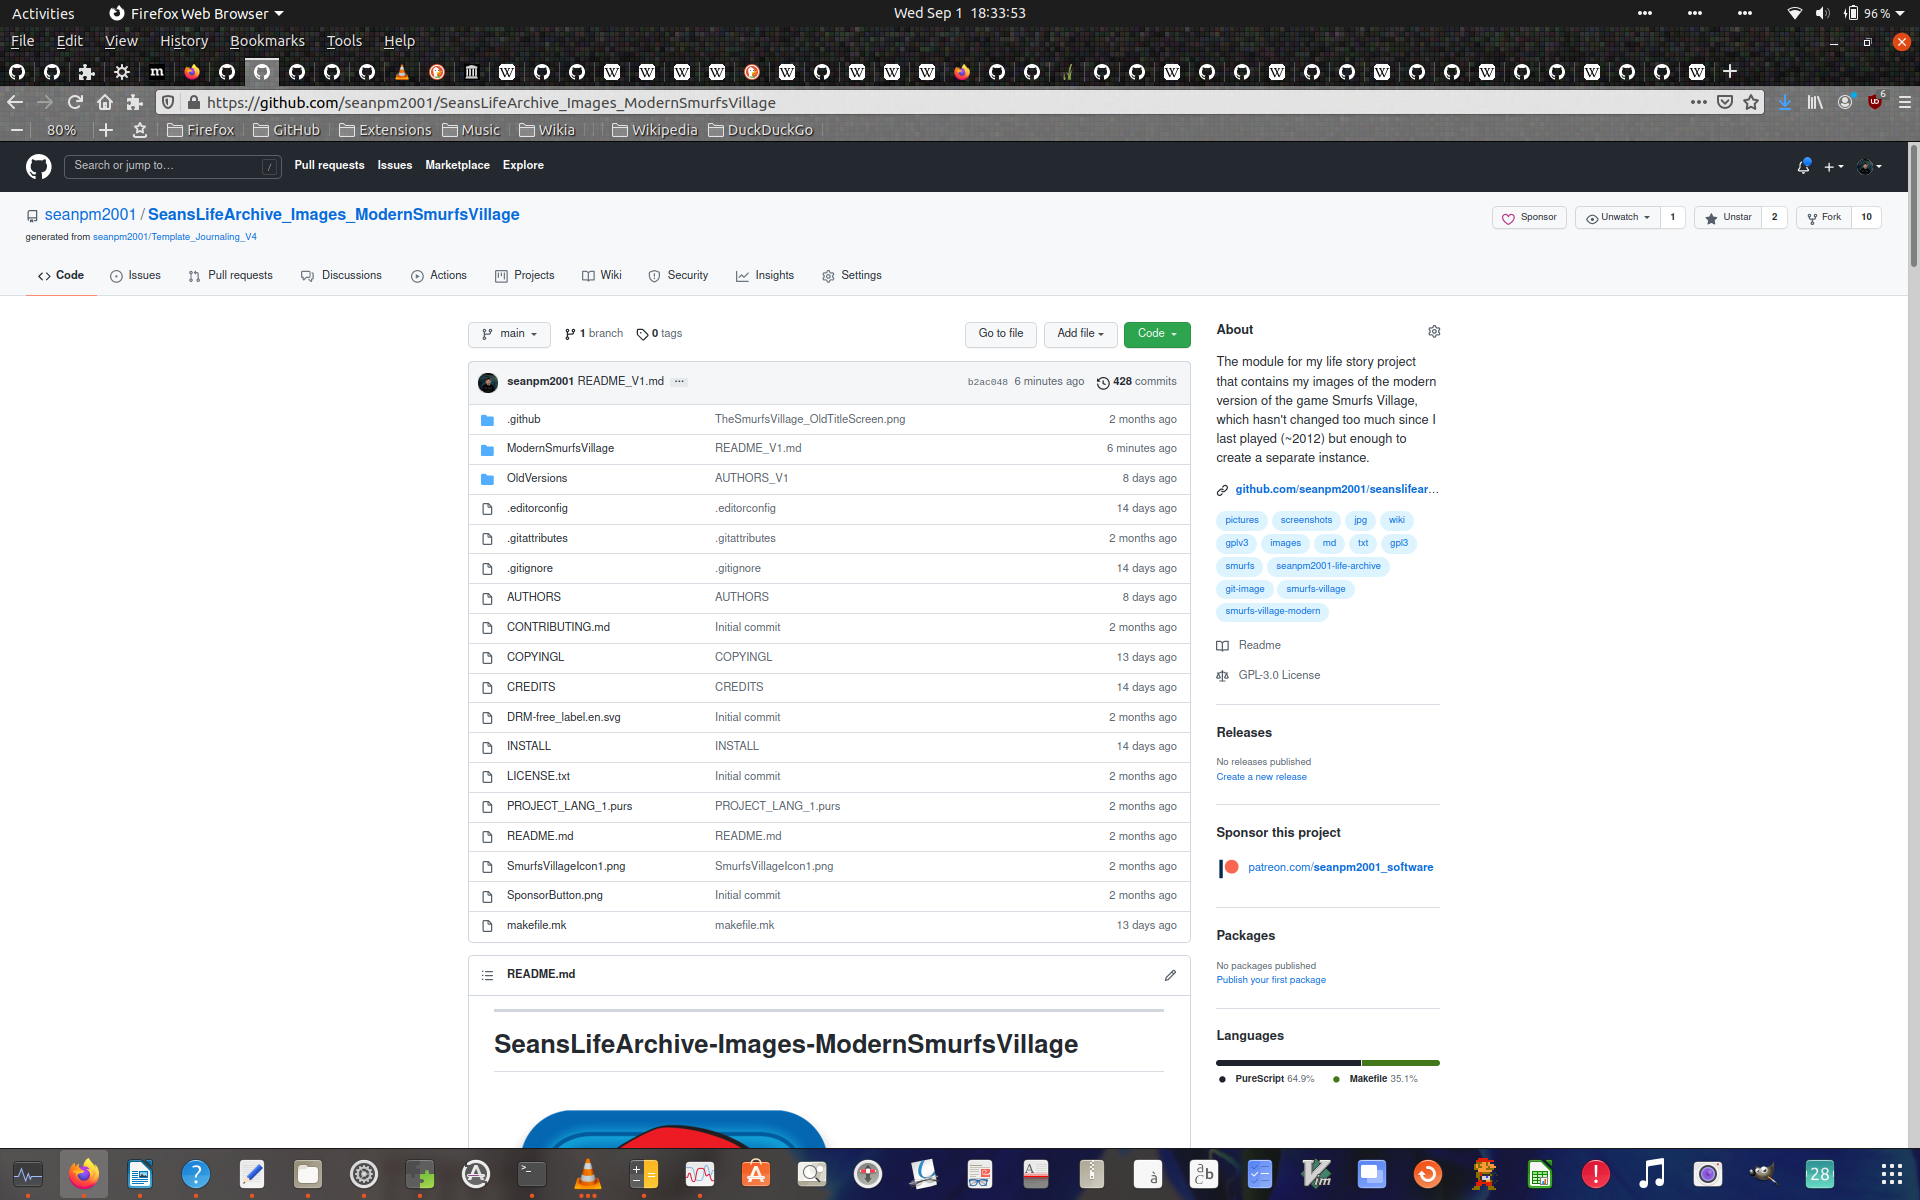 Activities Firefox Web Browser Wed Sep 1 18:33:53 96 %
File Edit View History Bookmarks Tools Help
https://github.com/seanpm2001/SeansLifeArchive_Images_ModernSmurfsVillage 6
80% Firefox GitHub Extensions Music Wikia Wikipedia DuckDuckGo
Search or jump to… / Pull requests Issues Marketplace Explore
seanpm2001 / SeansLifeArchive_Images_ModernSmurfsVillage Sponsor Unwatch 1 Unstar 2 Fork 10
generated from seanpm2001/Template_Journaling_V4
Code Issues Pull requests Discussions Actions Projects Wiki Security Insights Settings
main 1 branch 0 tags Go to file Add file Code
seanpm2001 README_V1.md ... b2ac048 6 minutes ago 428 commits
.github TheSmurfsVillage_OldTitleScreen.png 2 months ago
ModernSmurfsVillage README_V1.md 6 minutes ago
OldVersions AUTHORS_V1 8 days ago
.editorconfig .editorconfig 14 days ago
.gitattributes .gitattributes 2 months ago
.gitignore .gitignore 14 days ago
AUTHORS AUTHORS 8 days ago
CONTRIBUTING.md Initial commit 2 months ago
COPYINGL COPYINGL 13 days ago
CREDITS CREDITS 14 days ago
DRM-free_label.en.svg Initial commit 2 months ago
INSTALL INSTALL 14 days ago
LICENSE.txt Initial commit 2 months ago
PROJECT_LANG_1.purs PROJECT_LANG_1.purs 2 months ago
README.md README.md 2 months ago
SmurfsVillageIcon1.png SmurfsVillageIcon1.png 2 months ago
SponsorButton.png Initial commit 2 months ago
makefile.mk makefile.mk 13 days ago
README.md
SeansLifeArchive-Images-ModernSmurfsVillage
About
The module for my life story project
that contains my images of the modern
version of the game Smurfs Village,
which hasn't changed too much since I
last played (~2012) but enough to
create a separate instance.
github.com/seanpm2001/seanslifear…
pictures screenshots jpg wiki
gplv3 images md txt gpl3
smurfs seanpm2001-life-archive
git-image smurfs-village
smurfs-village-modern
Readme
GPL-3.0 License
Releases
No releases published
Create a new release
Sponsor this project
patreon.com/seanpm2001_software
Packages
No packages published
Publish your first package
Languages
PureScript 64.9% Makefile 35.1%
28